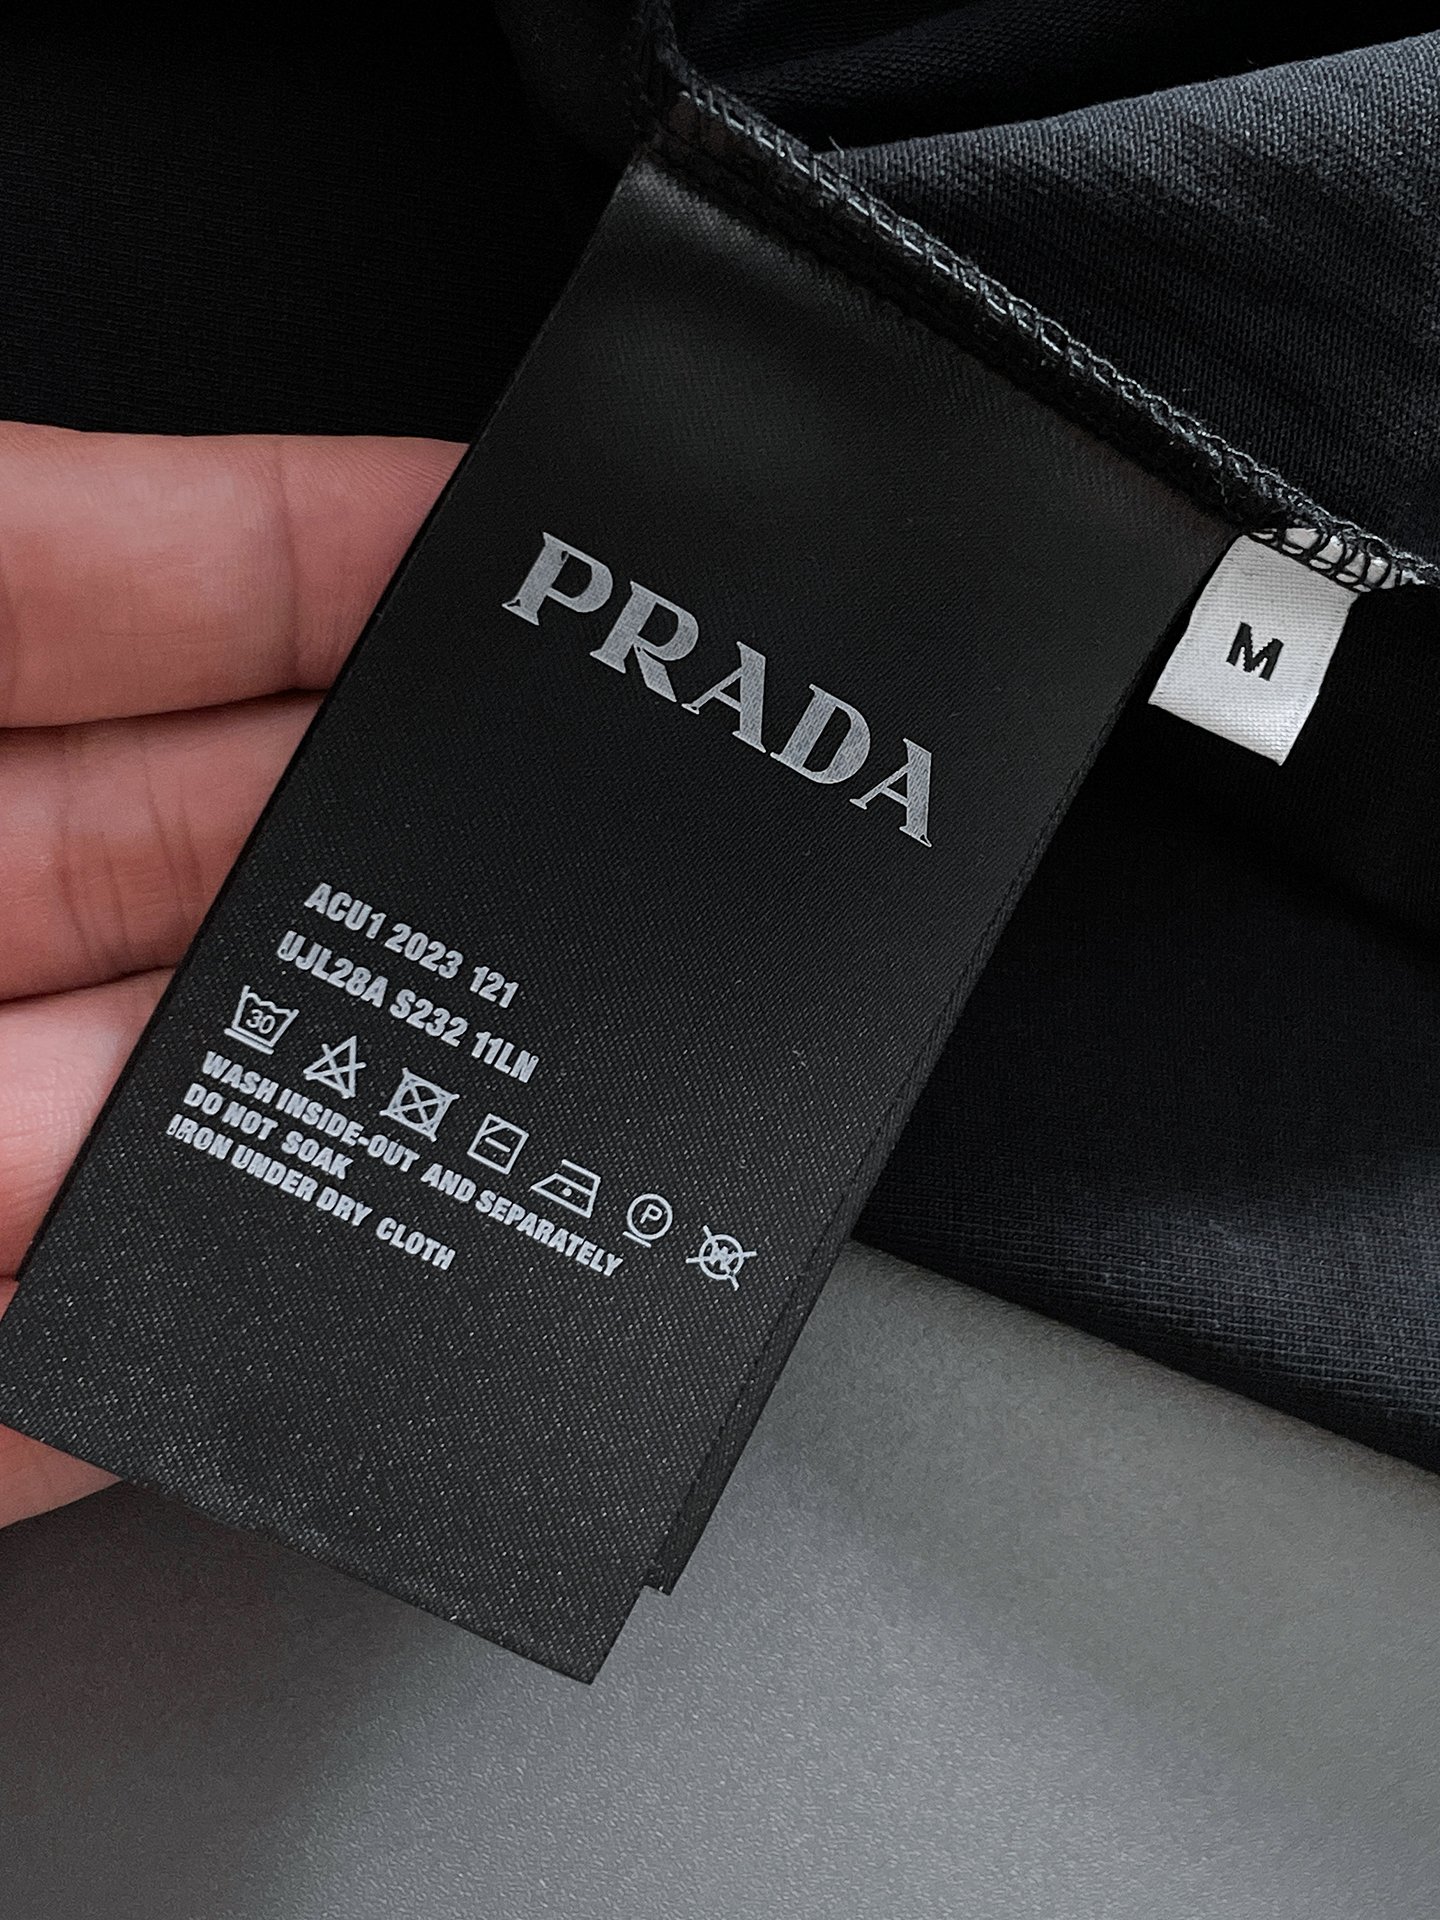 PRADA
M
ACU1 2023 121
UJL28A S232 11LN
30
P
W
WASH INSIDE-OUT AND SEPARATELY
DO NOT SOAK
IRON UNDER DRY CLOTH